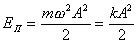 E_П = mω²A²/2 = kA²/2